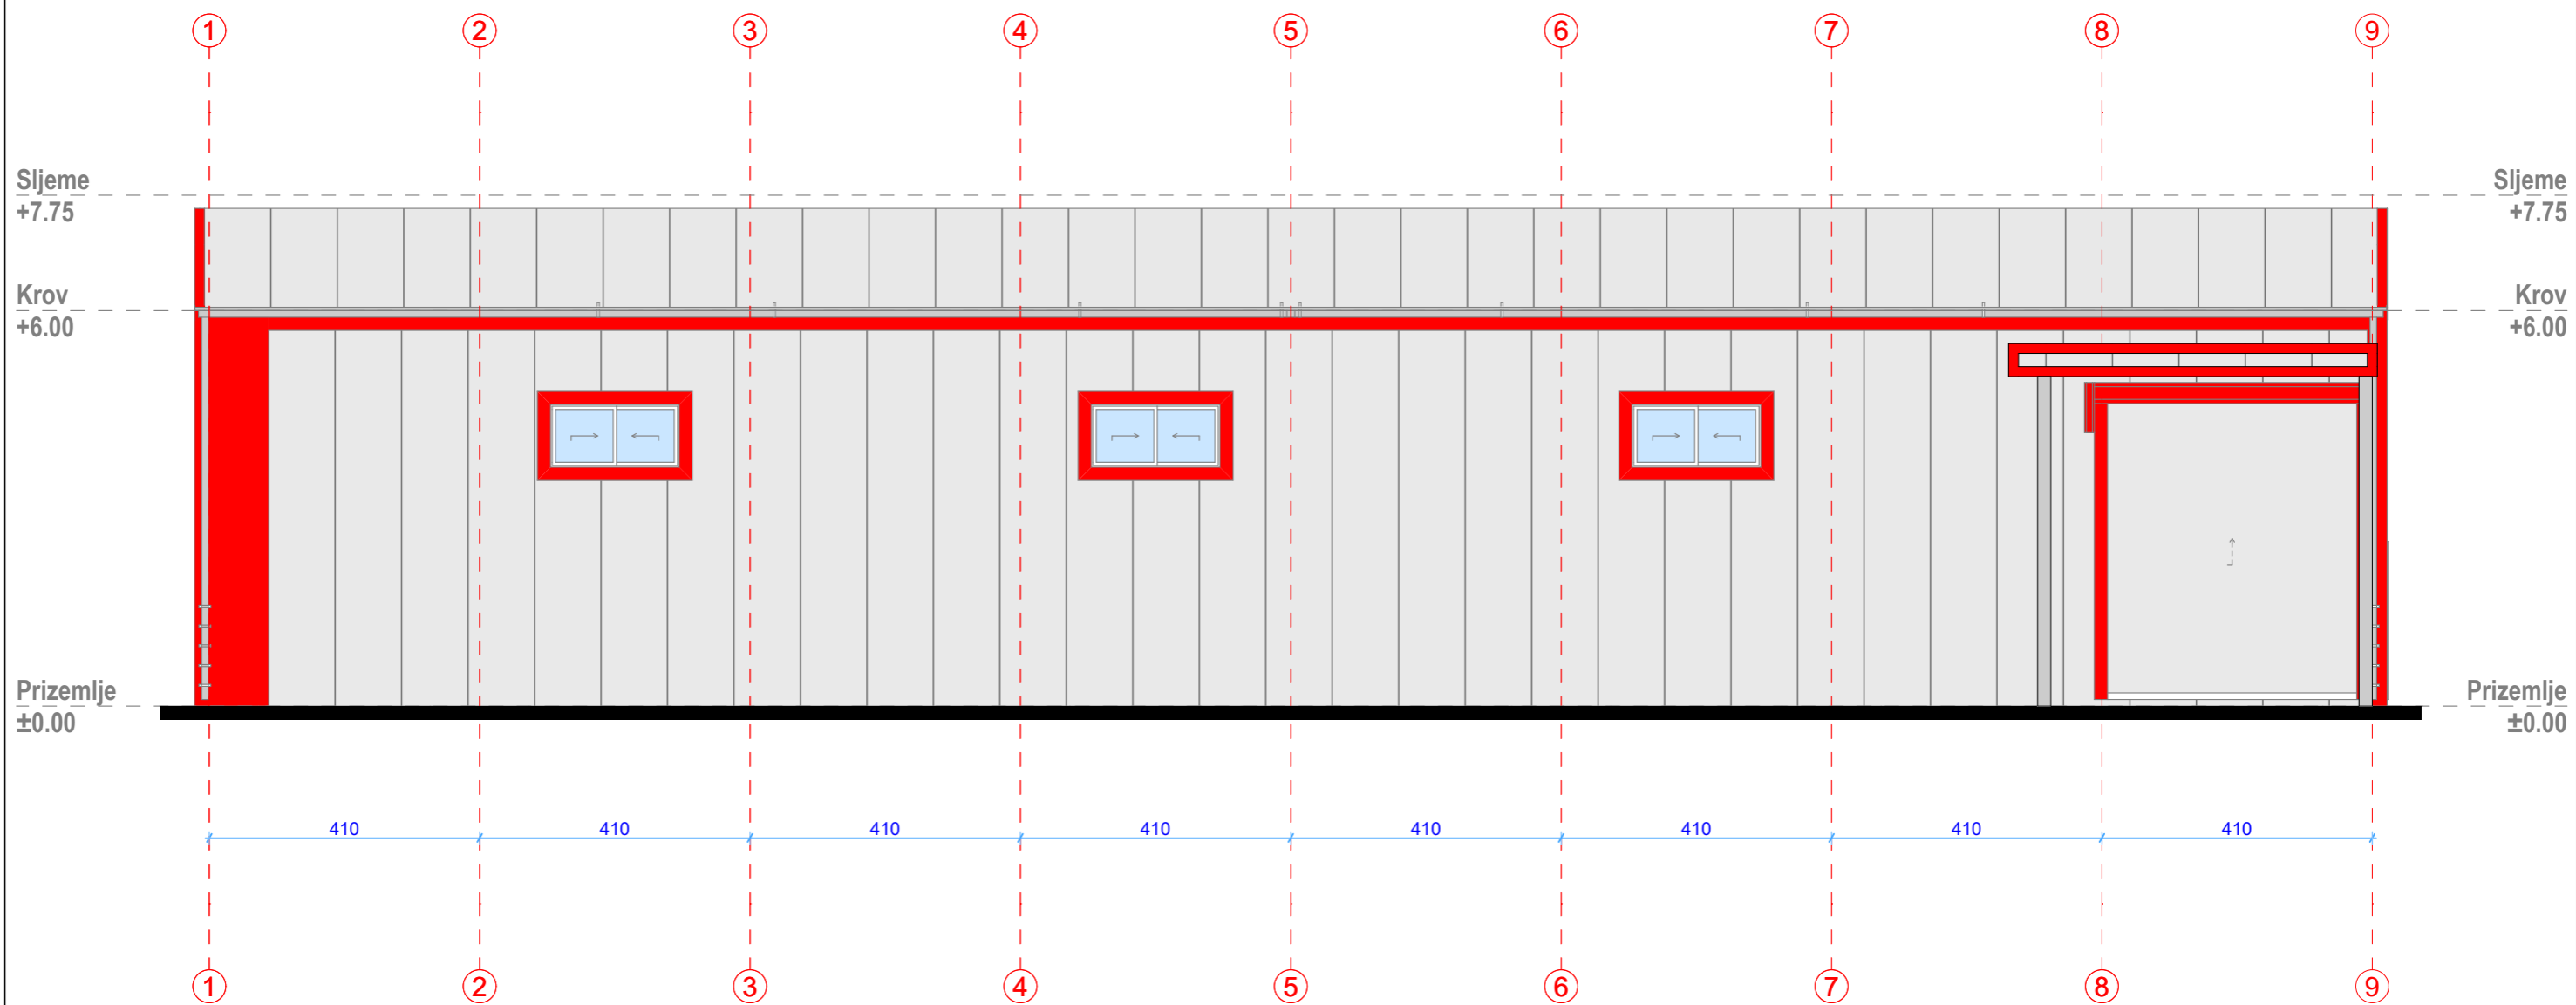 1 2 3 4 5 6 7 8 9
Sljeme Sljeme
+7.75 +7.75
Krov Krov
+6.00 +6.00
Prizemlje Prizemlje
±0.00 ±0.00
410 410 410 410 410 410 410 410
1 2 3 4 5 6 7 8 9